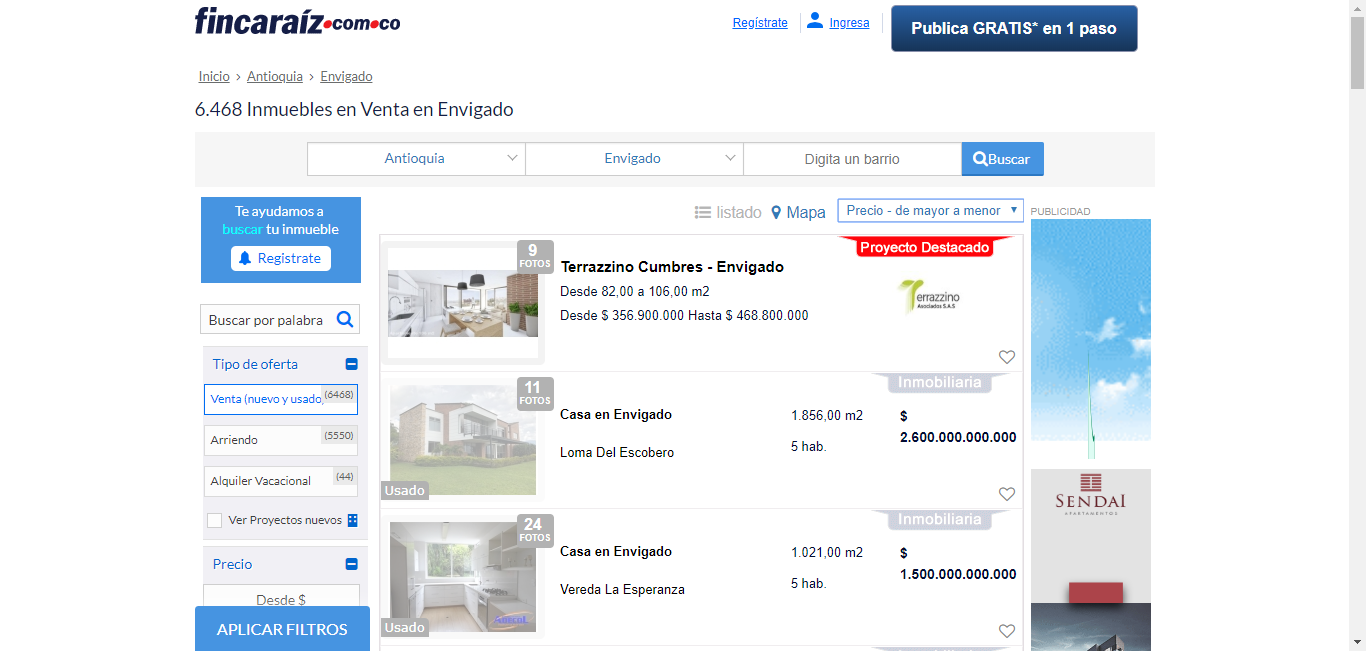 fincaraíz.com.co
Regístrate
Ingresa
Publica GRATIS* en 1 paso
Inicio › Antioquia › Envigado
6.468 Inmuebles en Venta en Envigado
Antioquia
Envigado
Digita un barrio
Buscar
Te ayudamos a
buscar tu inmueble
Registrate
listado
Mapa
Precio - de mayor a menor
PUBLICIDAD
Buscar por palabra
Tipo de oferta
Venta (nuevo y usado)
(6468)
Arriendo
(5550)
Alquiler Vacacional
(44)
Ver Proyectos nuevos
Precio
Desde $
APLICAR FILTROS
9
FOTOS
Terrazzino Cumbres - Envigado
Desde 82,00 a 106,00 m2
Desde $ 356.900.000 Hasta $ 468.800.000
Proyecto Destacado
Terrazzino
Asociados S.A.S
11
FOTOS
Usado
Casa en Envigado
Loma Del Escobero
1.856,00 m2
5 hab.
Inmobiliaria
$
2.600.000.000.000
24
FOTOS
Usado
Casa en Envigado
Vereda La Esperanza
1.021,00 m2
5 hab.
Inmobiliaria
$
1.500.000.000.000
SENDAI
APARTAMENTOS